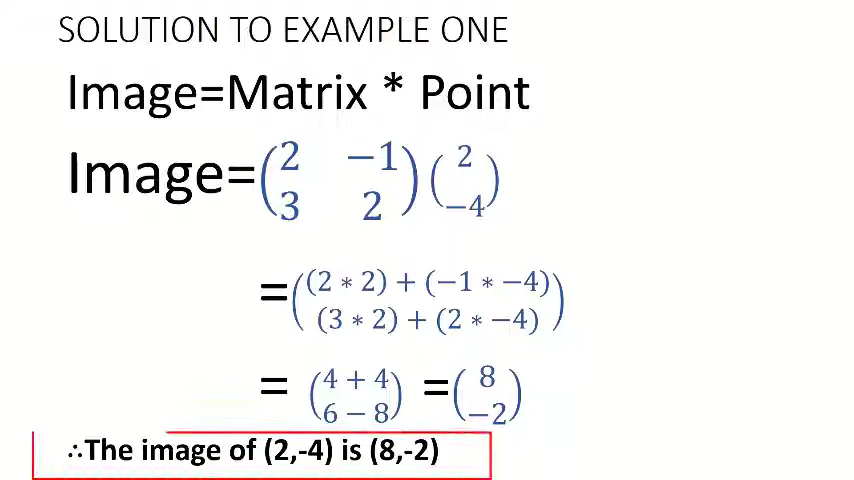 SOLUTION TO EXAMPLE ONE
Image=Matrix * Point
Image=(2 −1) (2)
(3 2) (−4)
=((2 ∗ 2) + (−1 ∗ −4))
((3 ∗ 2) + (2 ∗ −4))
= (4 + 4) =(8)
(6 − 8) (−2)
∴The image of (2,-4) is (8,-2)